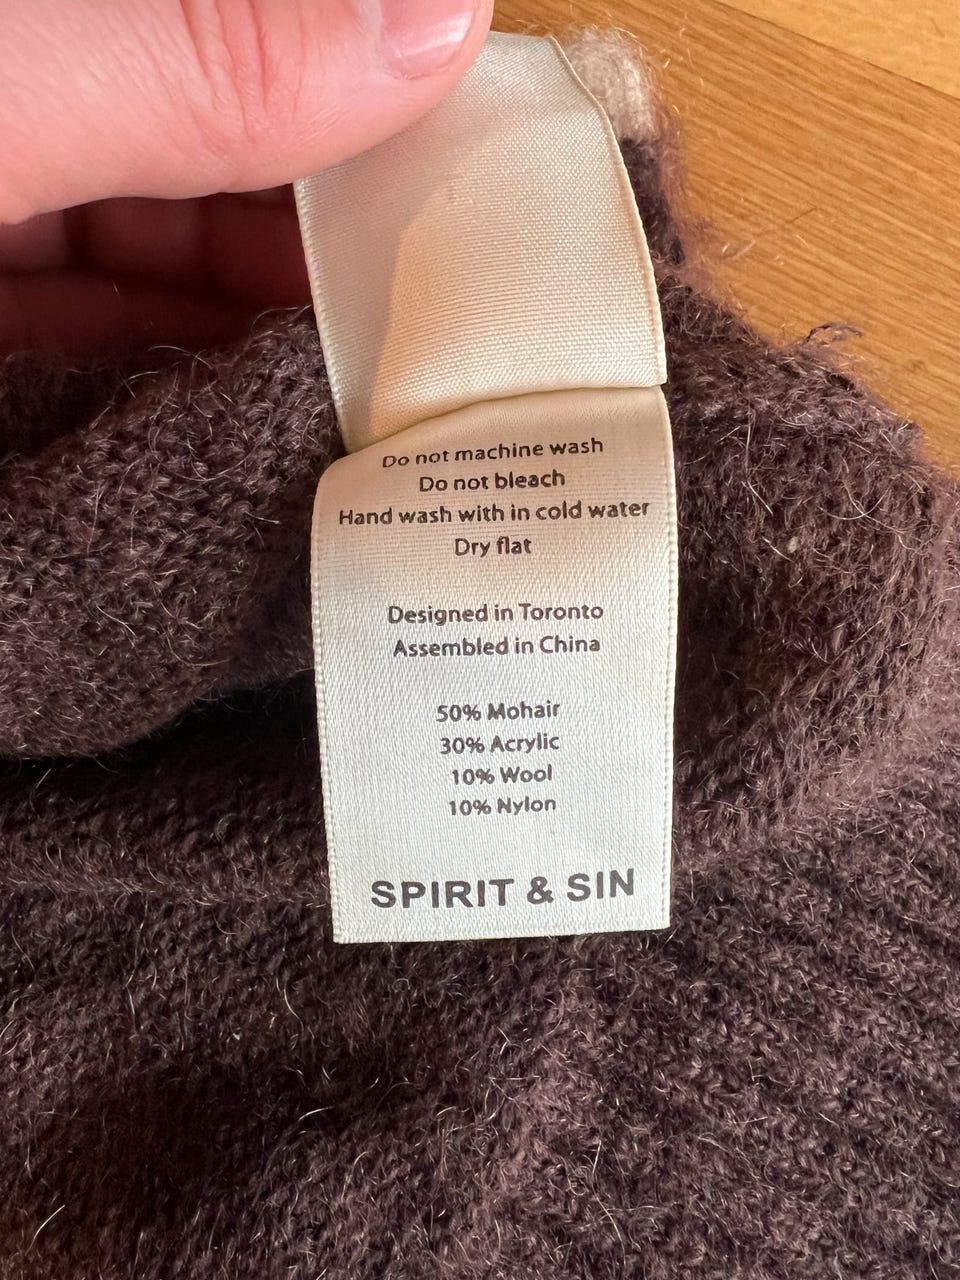 Do not machine wash
Do not bleach
Hand wash with in cold water
Dry flat
Designed in Toronto
Assembled in China
50% Mohair
30% Acrylic
10% Wool
10% Nylon
SPIRIT & SIN